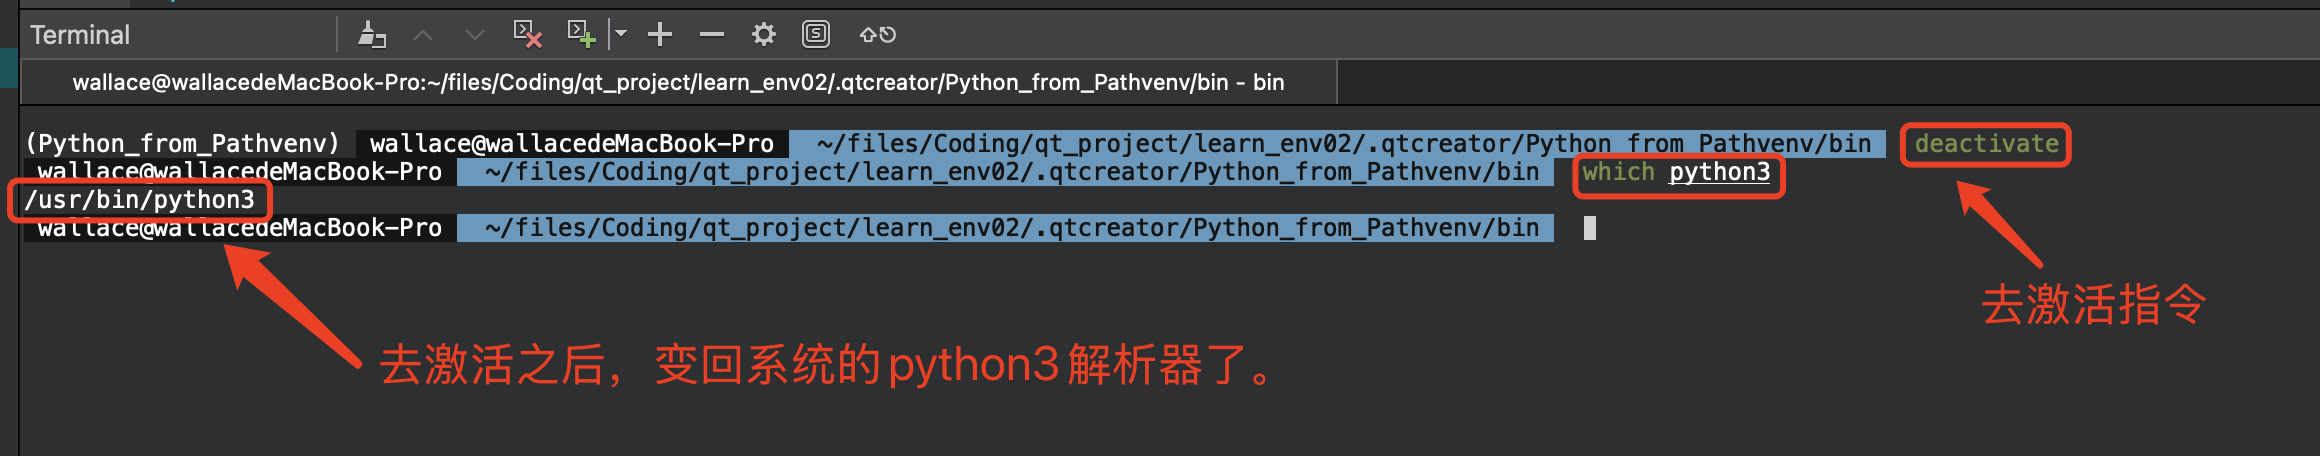 Terminal
wallace@wallacedeMacBook-Pro:~/files/Coding/qt_project/learn_env02/.qtcreator/Python_from_Pathvenv/bin - bin
(Python_from_Pathvenv) wallace@wallacedeMacBook-Pro ~/files/Coding/qt_project/learn_env02/.qtcreator/Python_from_Pathvenv/bin deactivate
wallace@wallacedeMacBook-Pro ~/files/Coding/qt_project/learn_env02/.qtcreator/Python_from_Pathvenv/bin which python3
/usr/bin/python3
wallace@wallacedeMacBook-Pro ~/files/Coding/qt_project/learn_env02/.qtcreator/Python_from_Pathvenv/bin
去激活指令
去激活之后，变回系统的python3解析器了。